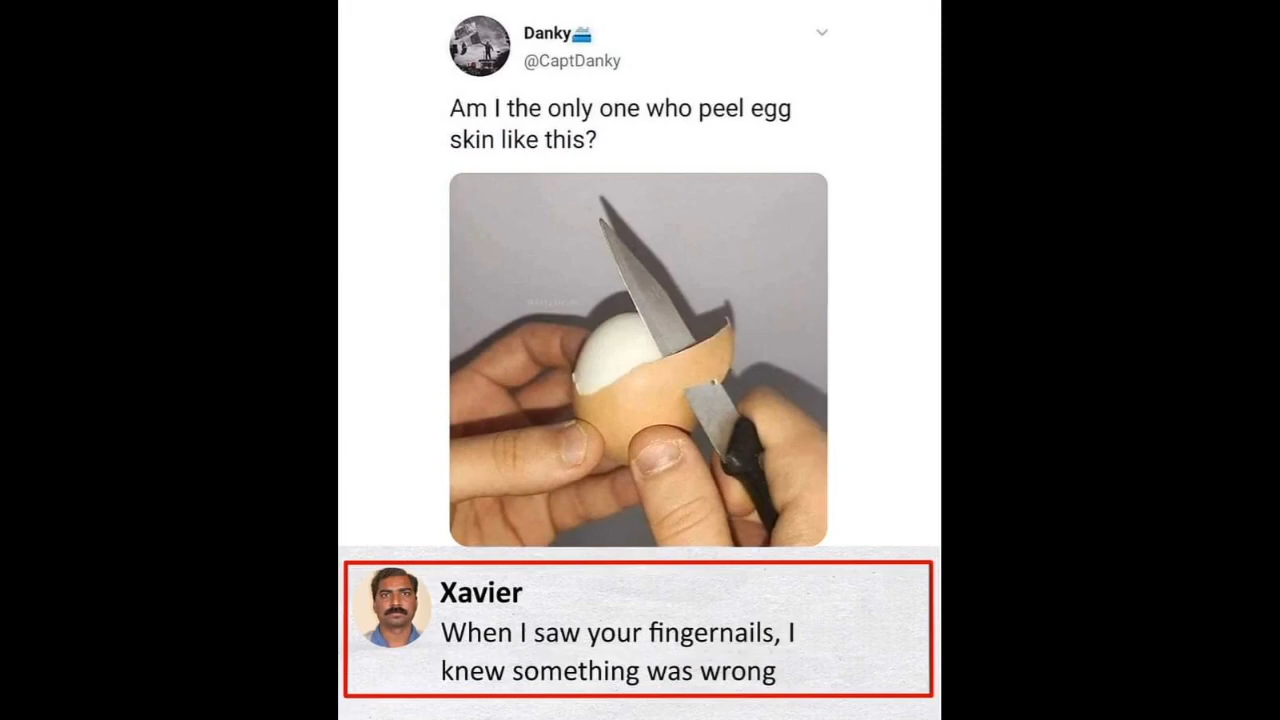 Danky
@CaptDanky
Am I the only one who peel egg
skin like this?
Xavier
When I saw your fingernails, I
knew something was wrong